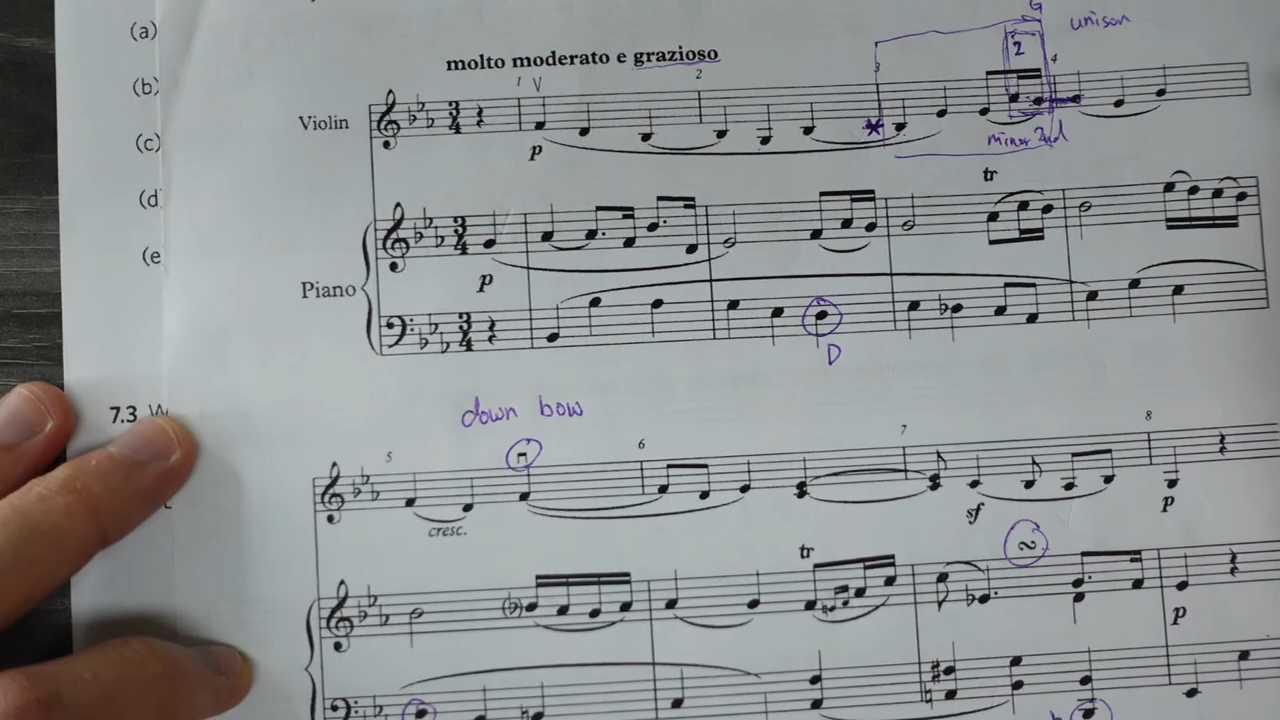 (a)
G
unison
2
molto moderato e grazioso
(b)
1 V 2 3 4
Violin
(c)
p
minor 2nd
tr
(d
(e
p
Piano
D
down bow
7.3 W
8
7
6
5
cresc.
sf
p
tr
p